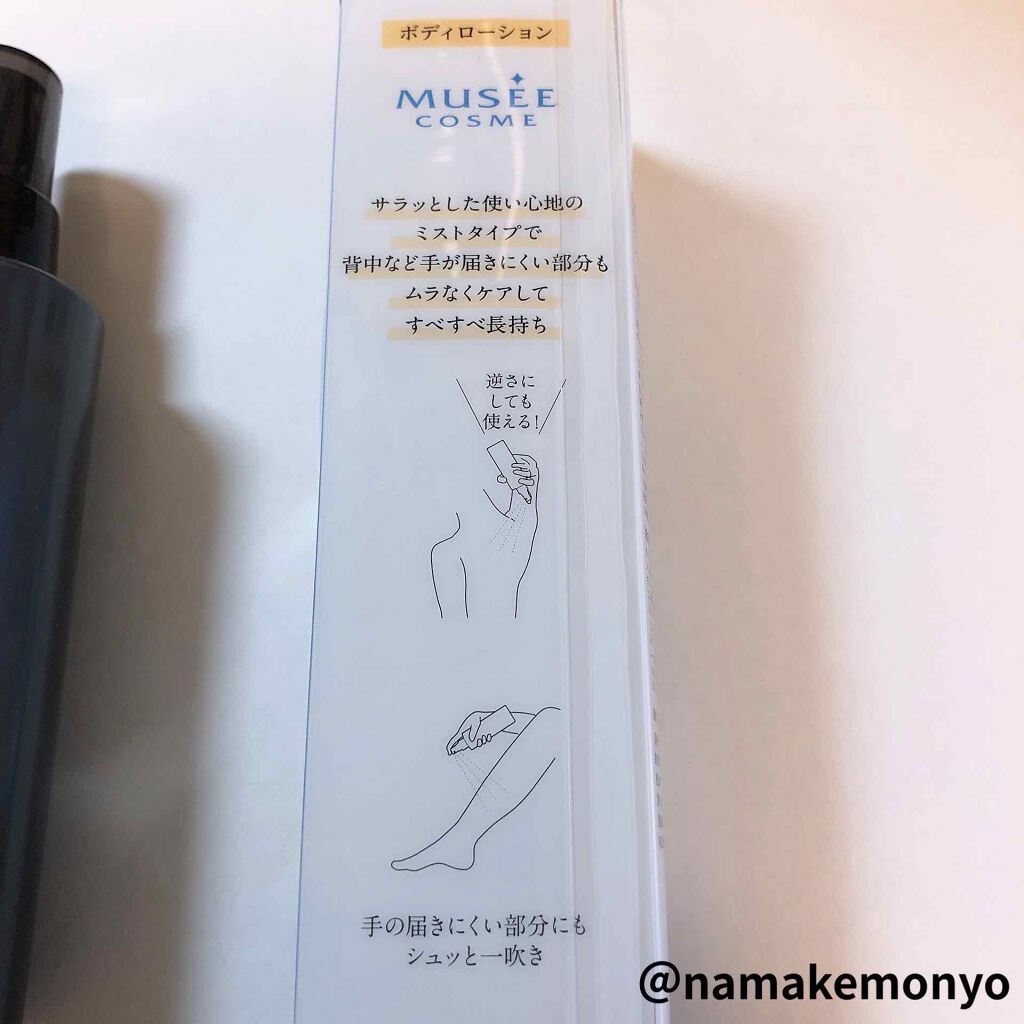 ボディローション
MUSÉE
COSME
サラッとした使い心地の
ミストタイプで
背中など手が届きにくい部分も
ムラなくケアして
すべすべ長持ち
逆さに
しても
使える!
手の届きにくい部分にも
シュッと一吹き
@namakemonyo